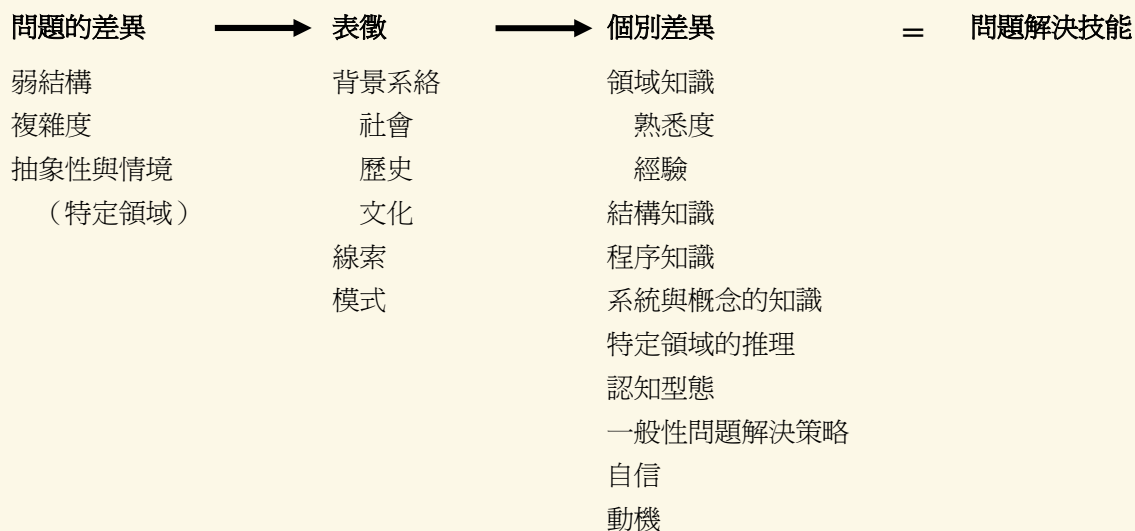 問題的差異 表徵 個別差異 = 問題解決技能
弱結構 背景系絡 領域知識
複雜度 社會 熟悉度
抽象性與情境 歷史 經驗
（特定領域） 文化 結構知識
線索 程序知識
模式 系統與概念的知識
特定領域的推理
認知型態
一般性問題解決策略
自信
動機